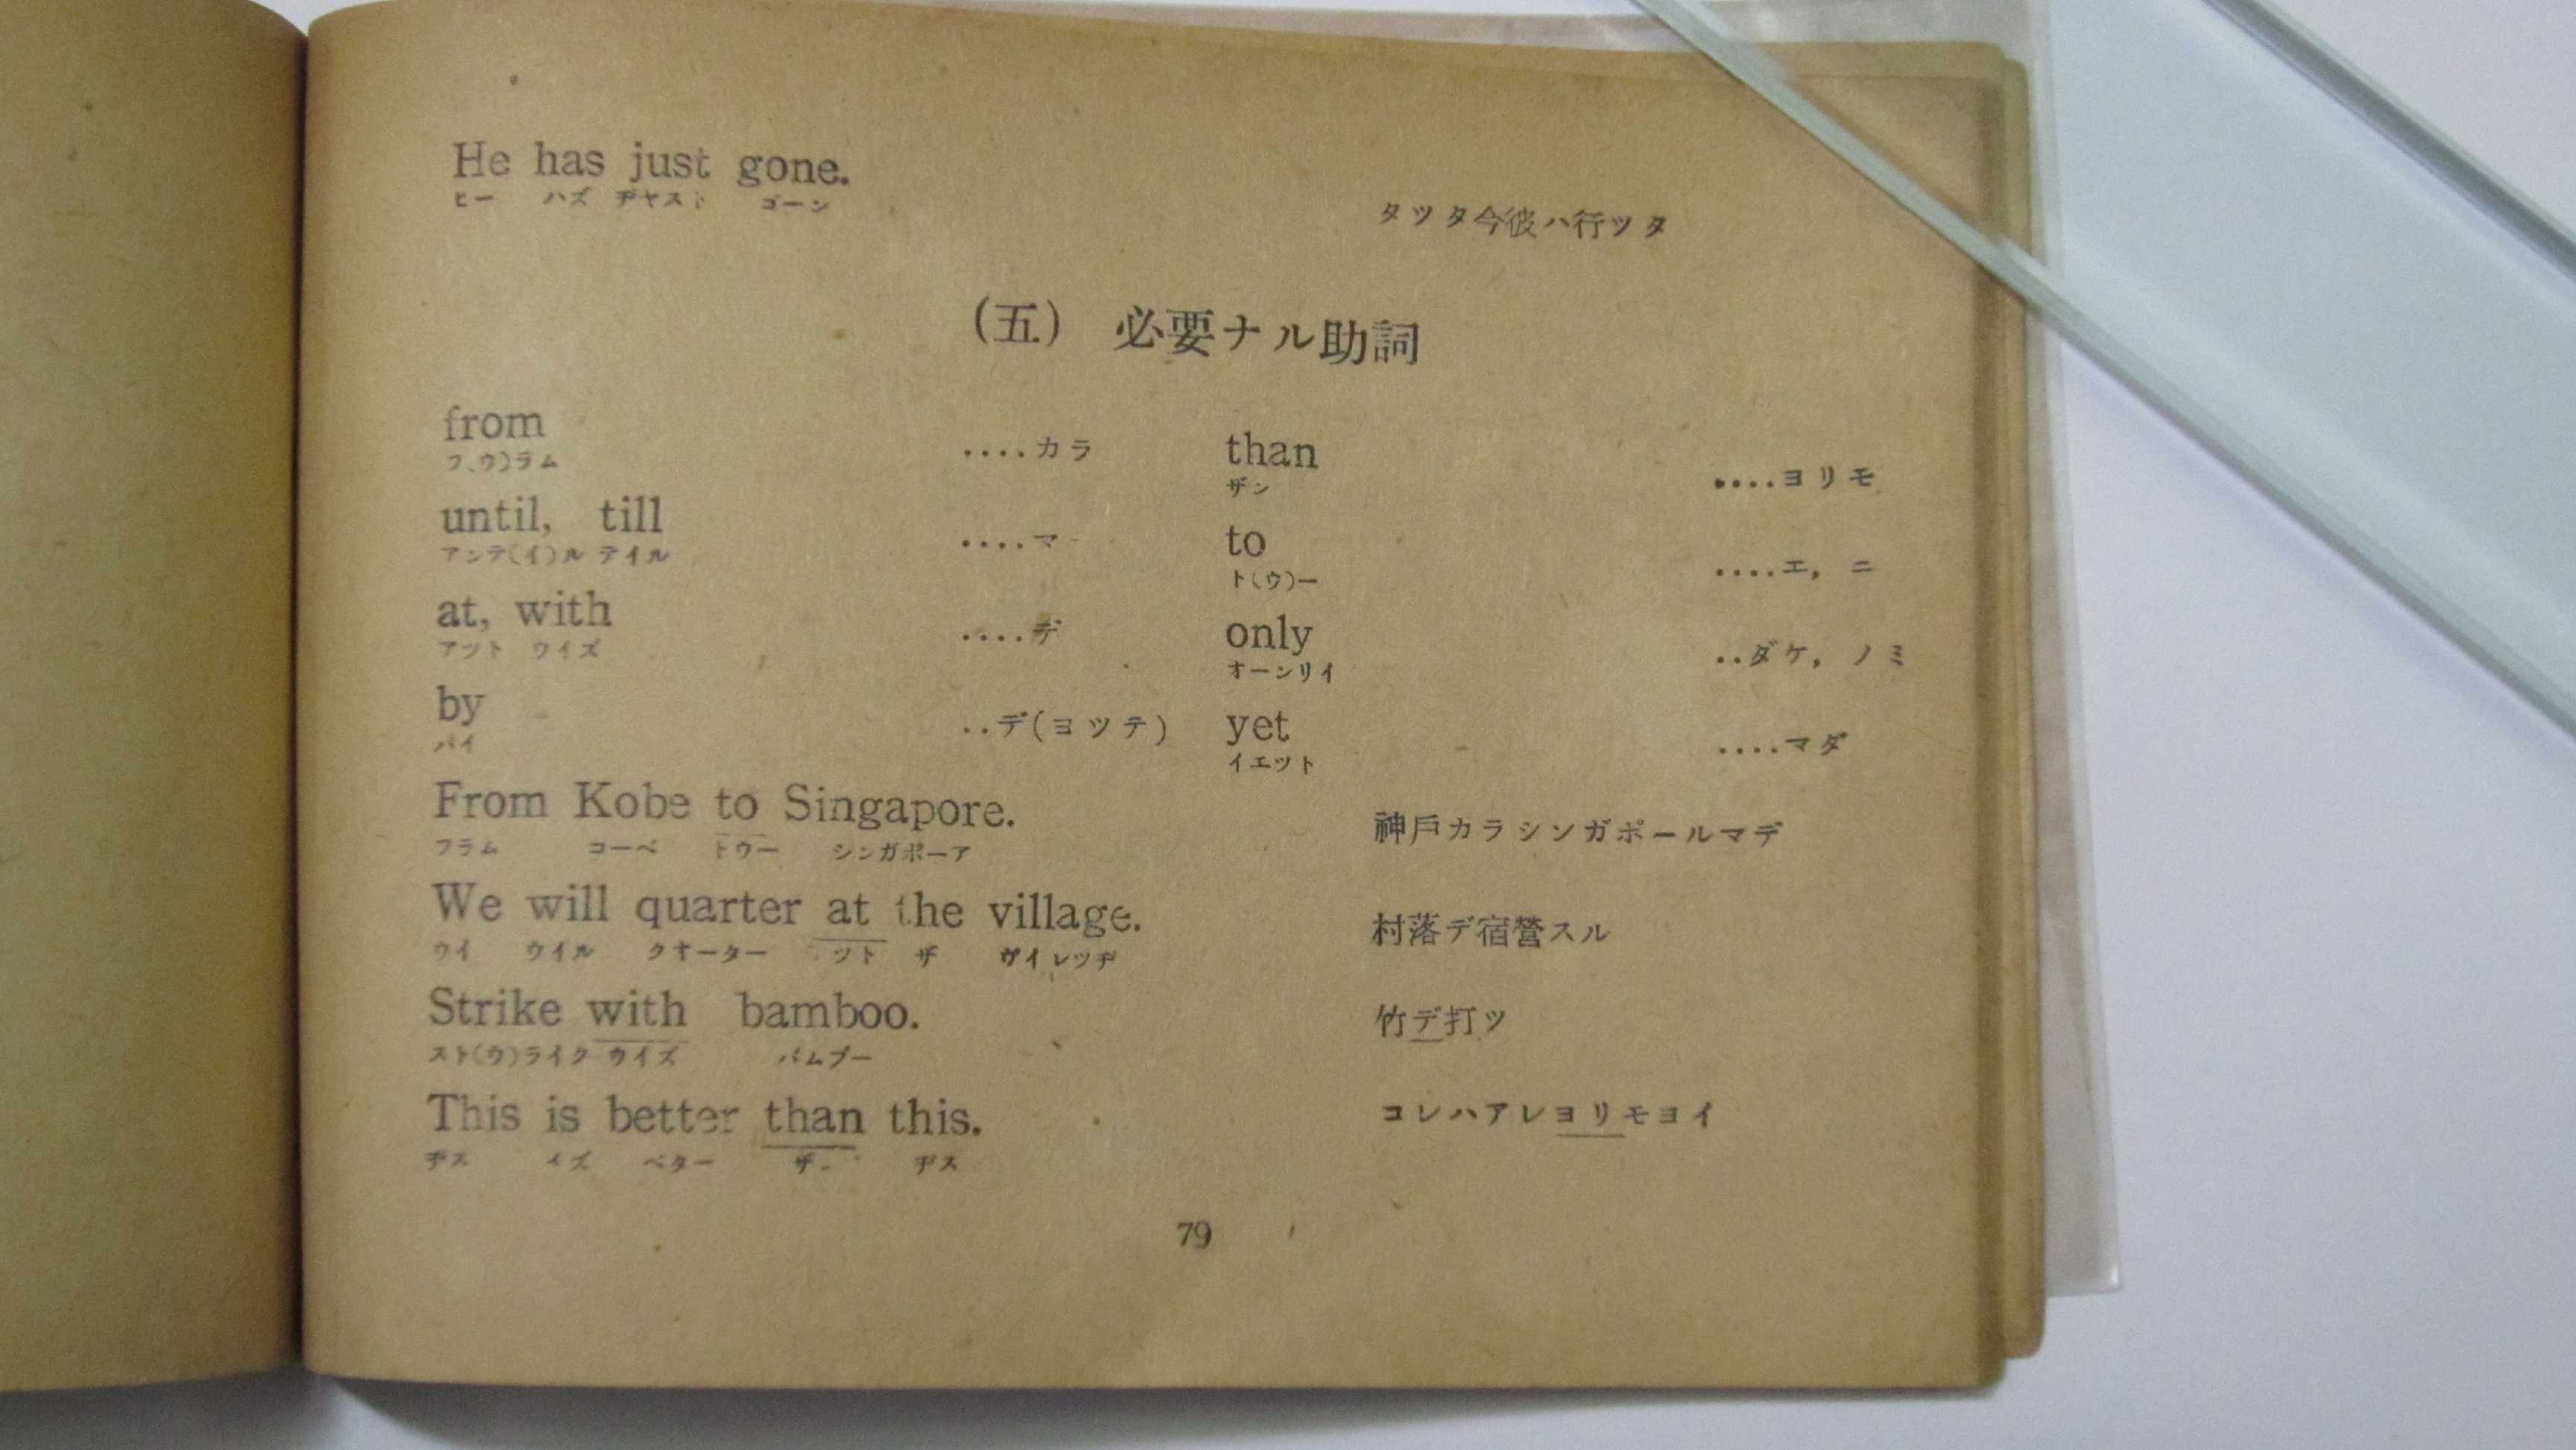 He has just gone.
ヒー ハズ ヂヤスト ゴーン
タツタ今彼ハ行ツタ
(五) 必要ナル助詞
from ....カラ than ....ヨリモ
フ(ウ)ラム ザン
until, till ....マ to ....エ, ニ
アンテ(イ)ル テイル ト(ウ)ー
at, with ....デ only ..ダケ, ノミ
アツト ウイズ オーンリイ
by ..デ(ヨツテ) yet ....マダ
バイ イエツト
From Kobe to Singapore. 神戸カラシンガポールマデ
フラム コーベ トウー シンガポーア
We will quarter at the village. 村落デ宿營スル
ウイ ウイル クオーター ツト ザ ヴイレツヂ
Strike with bamboo. 竹デ打ツ
スト(ウ)ライク ウイズ バムブー
This is better than this. コレハアレヨリモヨイ
ヂス イズ ベター ザ ヂス
79